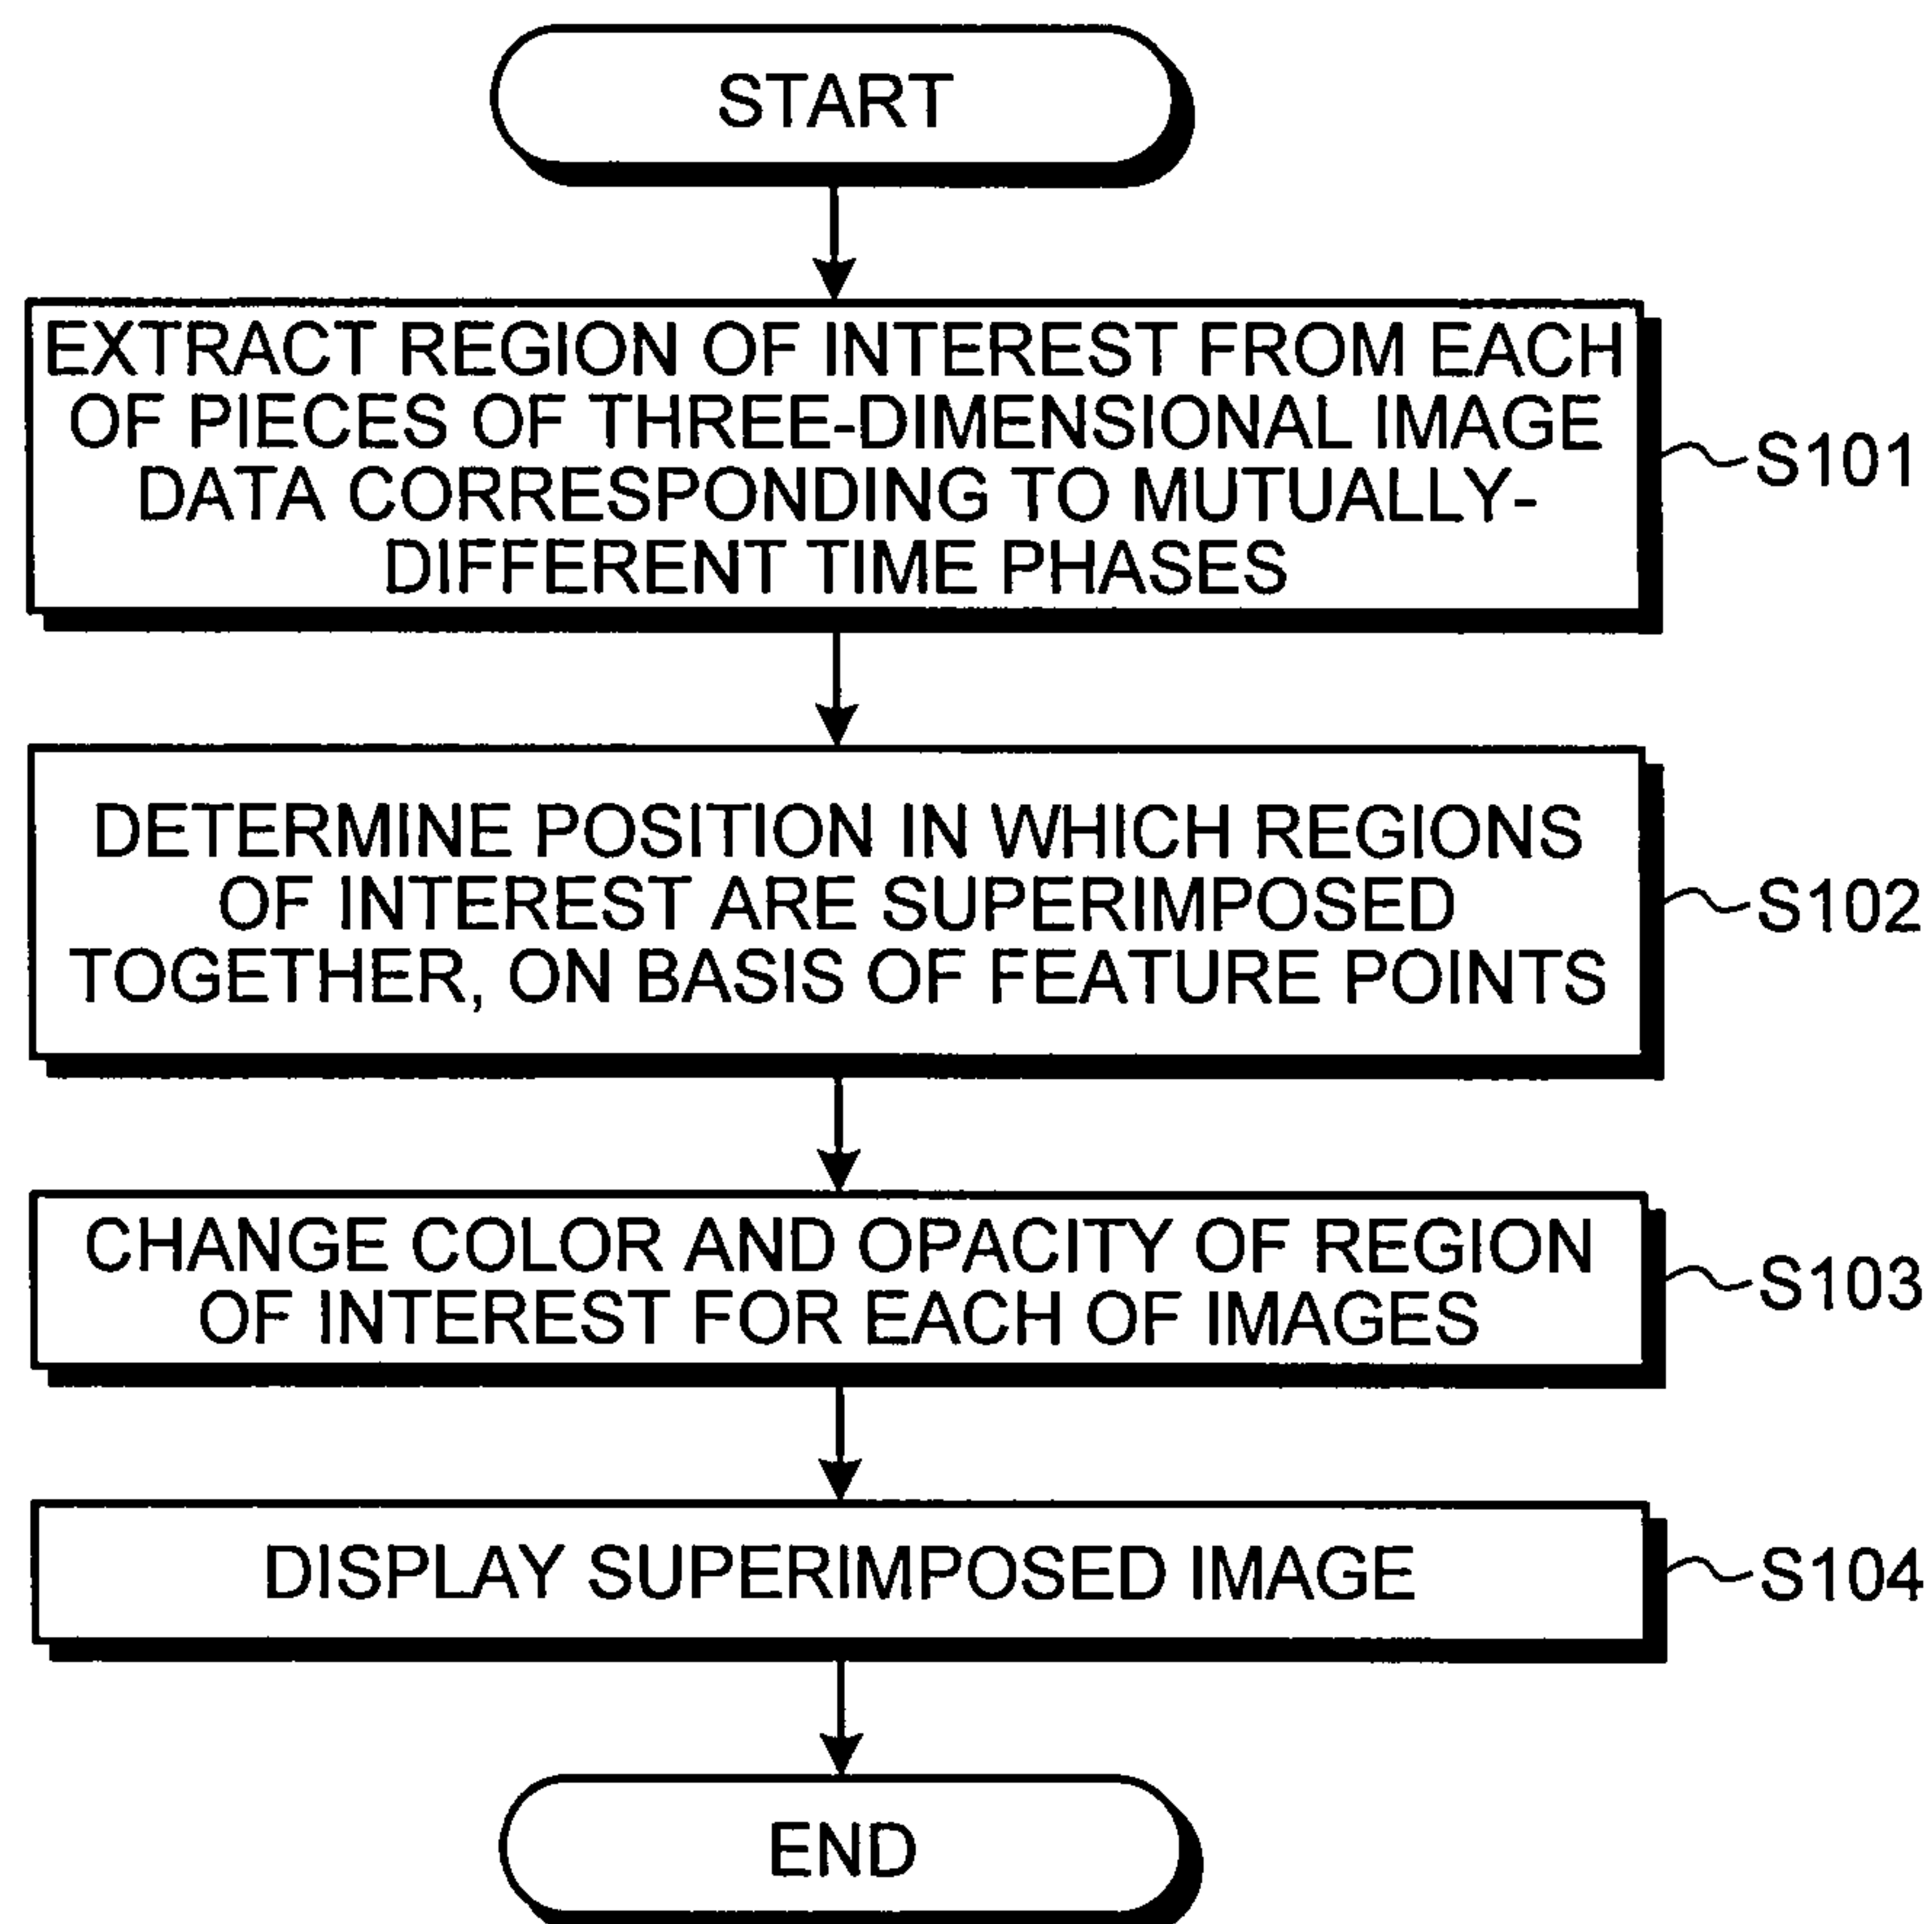 START
EXTRACT REGION OF INTEREST FROM EACH
OF PIECES OF THREE-DIMENSIONAL IMAGE
DATA CORRESPONDING TO MUTUALLY-
DIFFERENT TIME PHASES
S101
DETERMINE POSITION IN WHICH REGIONS
OF INTEREST ARE SUPERIMPOSED
TOGETHER, ON BASIS OF FEATURE POINTS
S102
CHANGE COLOR AND OPACITY OF REGION
OF INTEREST FOR EACH OF IMAGES
S103
DISPLAY SUPERIMPOSED IMAGE
S104
END